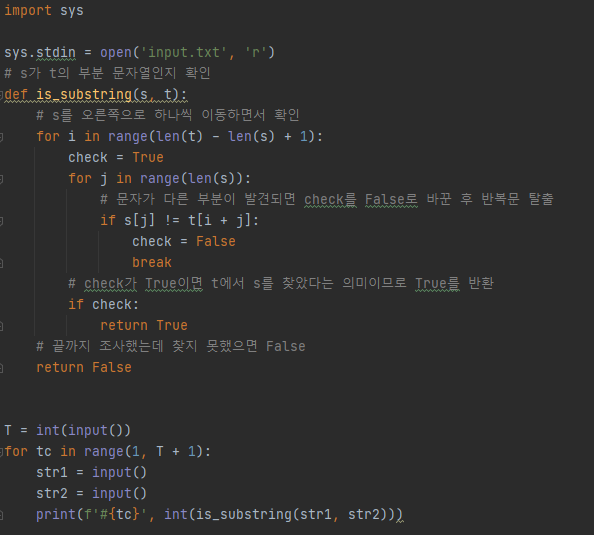 import sys
sys.stdin = open('input.txt', 'r')
# s가 t의 부분 문자열인지 확인
def is_substring(s, t):
    # s를 오른쪽으로 하나씩 이동하면서 확인
    for i in range(len(t) - len(s) + 1):
        check = True
        for j in range(len(s)):
            # 문자가 다른 부분이 발견되면 check를 False로 바꾼 후 반복문 탈출
            if s[j] != t[i + j]:
                check = False
                break
        # check가 True이면 t에서 s를 찾았다는 의미이므로 True를 반환
        if check:
            return True
    # 끝까지 조사했는데 찾지 못했으면 False
    return False
T = int(input())
for tc in range(1, T + 1):
    str1 = input()
    str2 = input()
    print(f'#{tc}', int(is_substring(str1, str2)))